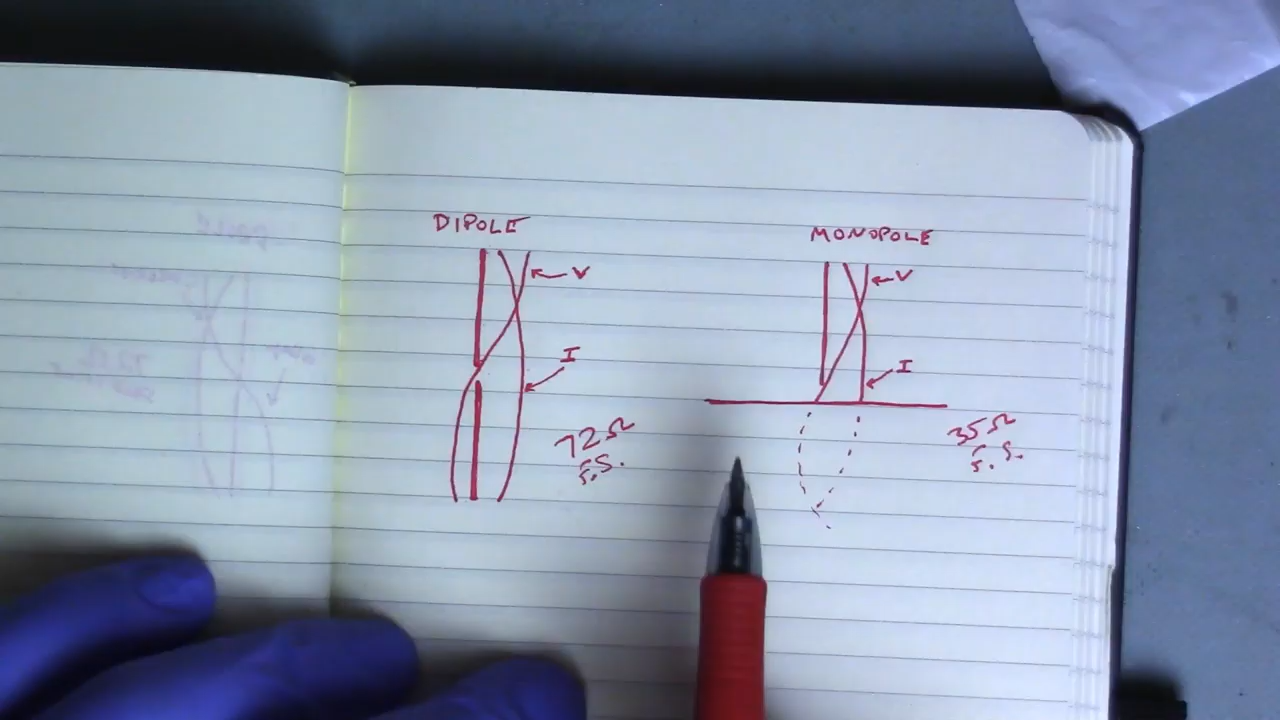 DIPOLE
V
I
72Ω
f.s.
MONOPOLE
V
I
35Ω
f.s.